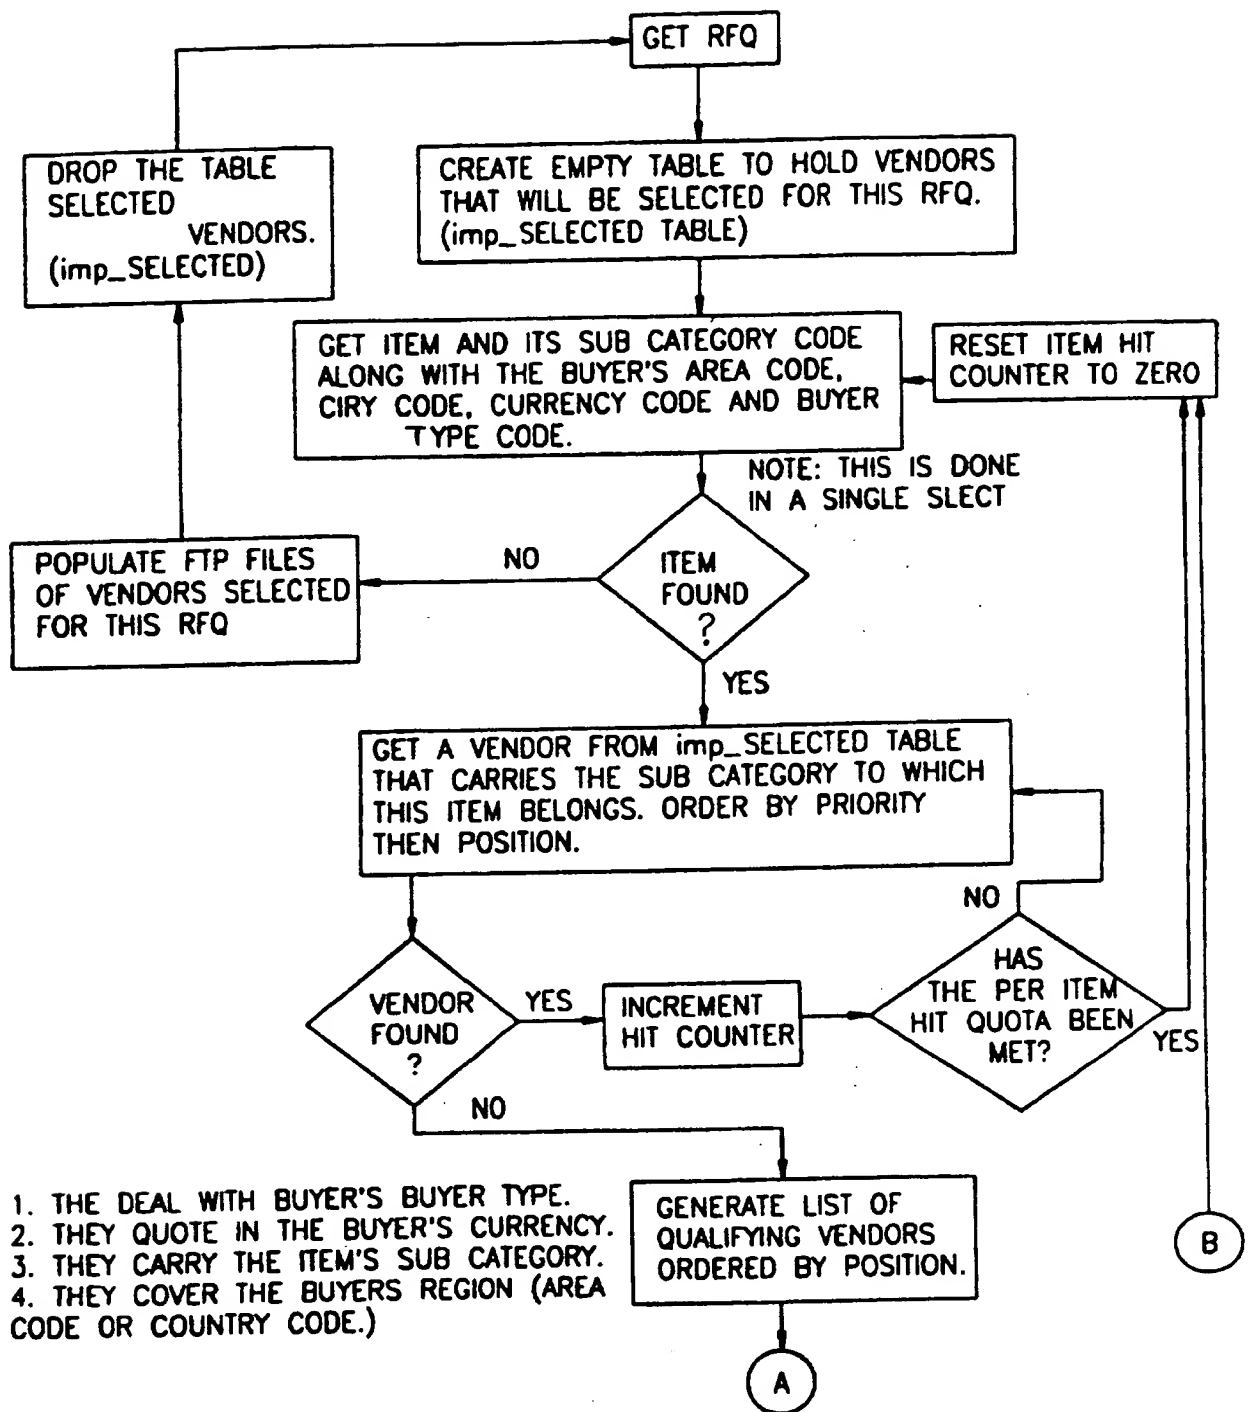 GET RFQ
DROP THE TABLE
SELECTED
VENDORS.
(imp_SELECTED)
CREATE EMPTY TABLE TO HOLD VENDORS
THAT WILL BE SELECTED FOR THIS RFQ.
(imp_SELECTED TABLE)
GET ITEM AND ITS SUB CATEGORY CODE
ALONG WITH THE BUYER'S AREA CODE,
CIRY CODE, CURRENCY CODE AND BUYER
TYPE CODE.
RESET ITEM HIT
COUNTER TO ZERO
NOTE: THIS IS DONE
IN A SINGLE SLECT
POPULATE FTP FILES
OF VENDORS SELECTED
FOR THIS RFQ
NO
ITEM
FOUND
?
YES
GET A VENDOR FROM imp_SELECTED TABLE
THAT CARRIES THE SUB CATEGORY TO WHICH
THIS ITEM BELONGS. ORDER BY PRIORITY
THEN POSITION.
NO
VENDOR
FOUND
?
YES
INCREMENT
HIT COUNTER
HAS
THE PER ITEM
HIT QUOTA BEEN
MET?
YES
NO
1. THE DEAL WITH BUYER'S BUYER TYPE.
2. THEY QUOTE IN THE BUYER'S CURRENCY.
3. THEY CARRY THE ITEM'S SUB CATEGORY.
4. THEY COVER THE BUYERS REGION (AREA
CODE OR COUNTRY CODE.)
GENERATE LIST OF
QUALIFYING VENDORS
ORDERED BY POSITION.
B
A